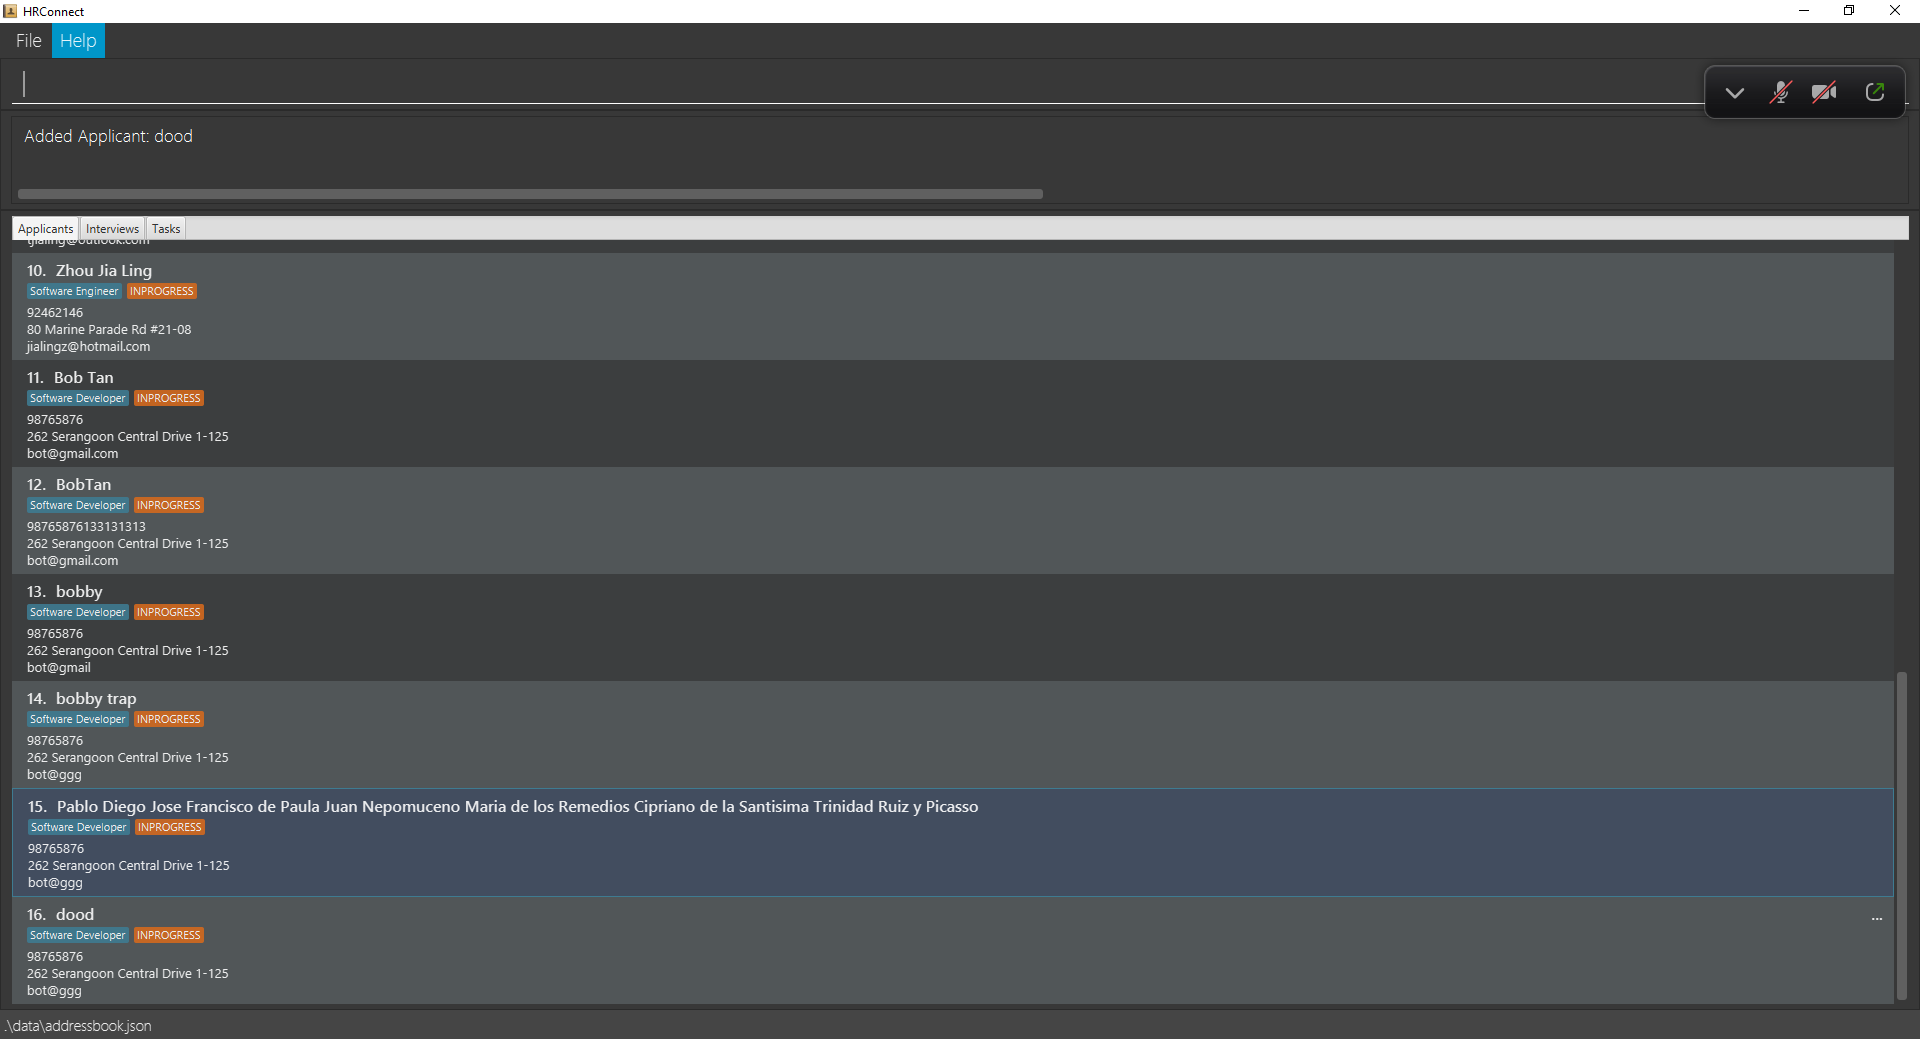 HRConnect
File Help
Added Applicant: dood
Applicants Interviews Tasks
tjialing@outlook.com
10. Zhou Jia Ling
Software Engineer INPROGRESS
92462146
80 Marine Parade Rd #21-08
jialingz@hotmail.com
11. Bob Tan
Software Developer INPROGRESS
98765876
262 Serangoon Central Drive 1-125
bot@gmail.com
12. BobTan
Software Developer INPROGRESS
98765876133131313
262 Serangoon Central Drive 1-125
bot@gmail.com
13. bobby
Software Developer INPROGRESS
98765876
262 Serangoon Central Drive 1-125
bot@gmail
14. bobby trap
Software Developer INPROGRESS
98765876
262 Serangoon Central Drive 1-125
bot@ggg
15. Pablo Diego Jose Francisco de Paula Juan Nepomuceno Maria de los Remedios Cipriano de la Santisima Trinidad Ruiz y Picasso
Software Developer INPROGRESS
98765876
262 Serangoon Central Drive 1-125
bot@ggg
16. dood ...
Software Developer INPROGRESS
98765876
262 Serangoon Central Drive 1-125
bot@ggg
.\data\addressbook.json